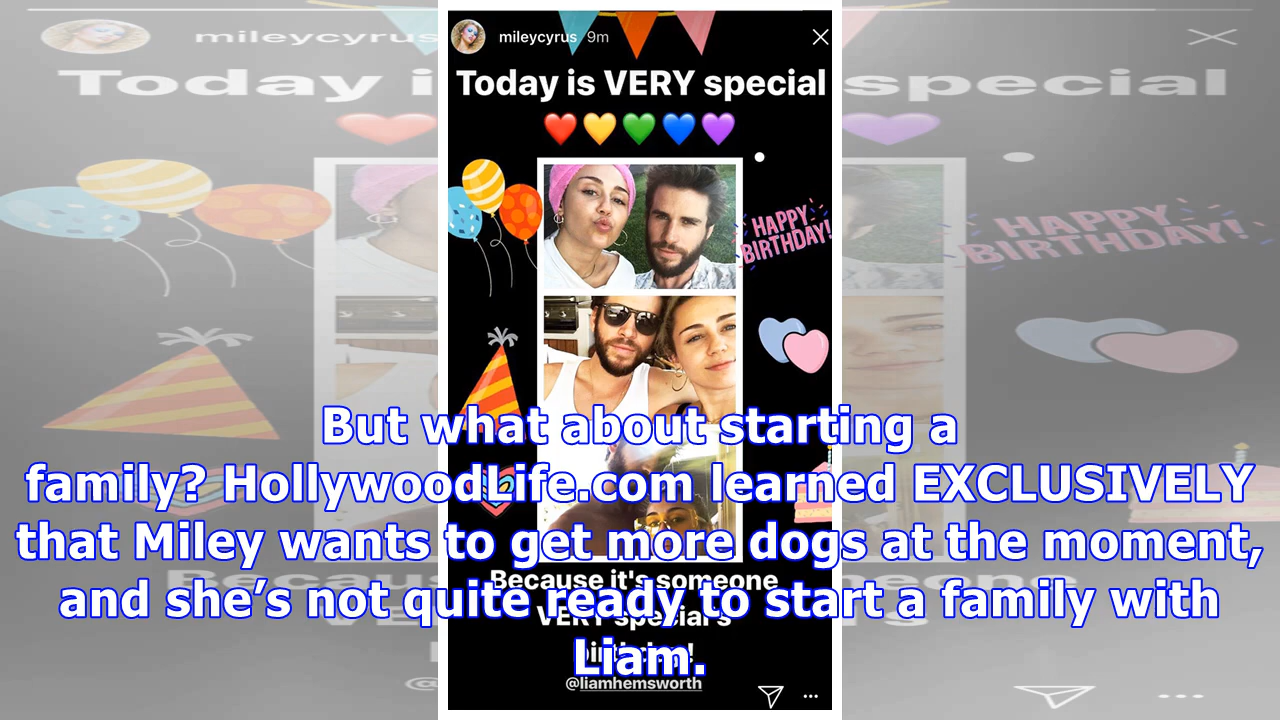 mileycyrus 9m
Today is VERY special
HAPPY
BIRTHDAY!
But what about starting a
family? HollywoodLife.com learned EXCLUSIVELY
that Miley wants to get more dogs at the moment,
and she’s not quite ready to start a family with
Liam.
Because it's someone
VERY special's
birthday!
@liamhemsworth